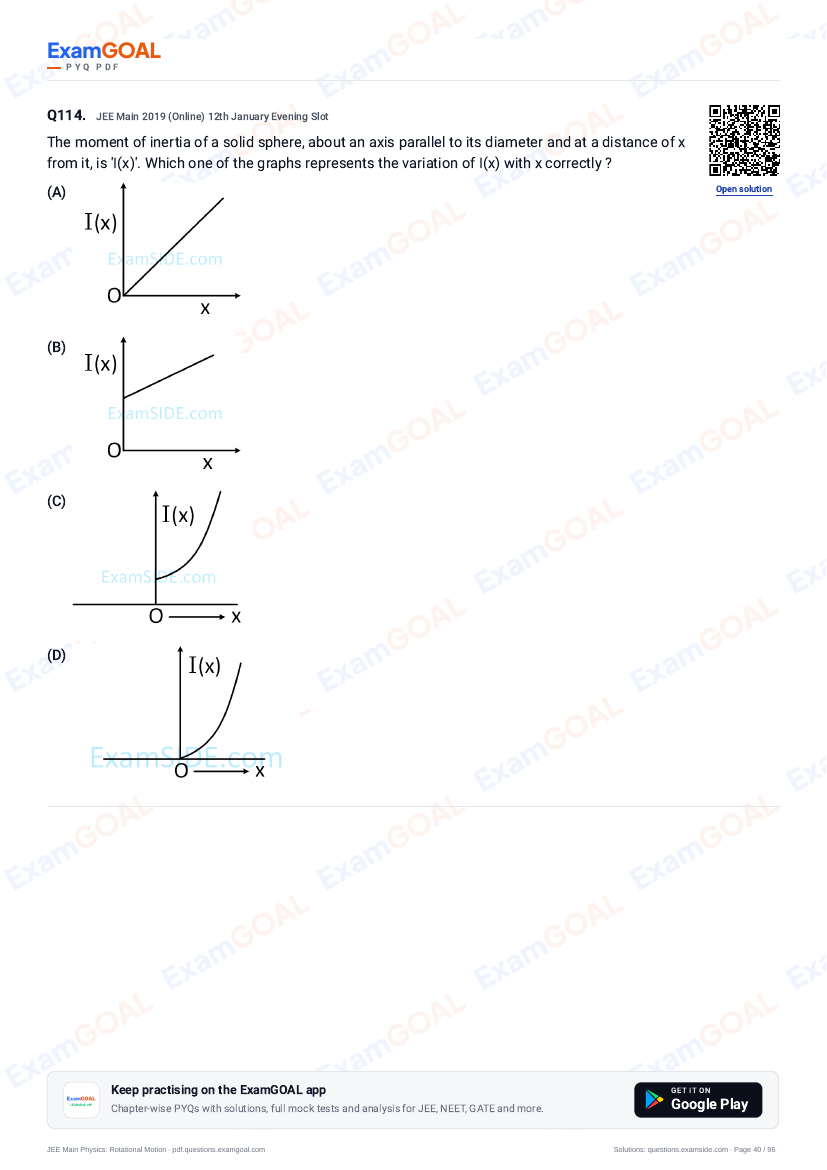 ExamGOAL
PYQ PDF
Q114. JEE Main 2019 (Online) 12th January Evening Slot
The moment of inertia of a solid sphere, about an axis parallel to its diameter and at a distance of x
from it, is 'I(x)'. Which one of the graphs represents the variation of I(x) with x correctly ?
Open solution
(A)
I(x)
ExamSIDE.com
O
x
(B)
I(x)
ExamSIDE.com
O
x
(C)
I(x)
ExamSIDE.com
O
x
(D)
I(x)
ExamSIDE.com
O
x
Keep practising on the ExamGOAL app
Chapter-wise PYQs with solutions, full mock tests and analysis for JEE, NEET, GATE and more.
GET IT ON
Google Play
JEE Main Physics: Rotational Motion · pdf.questions.examgoal.com
Solutions: questions.examside.com · Page 40 / 96